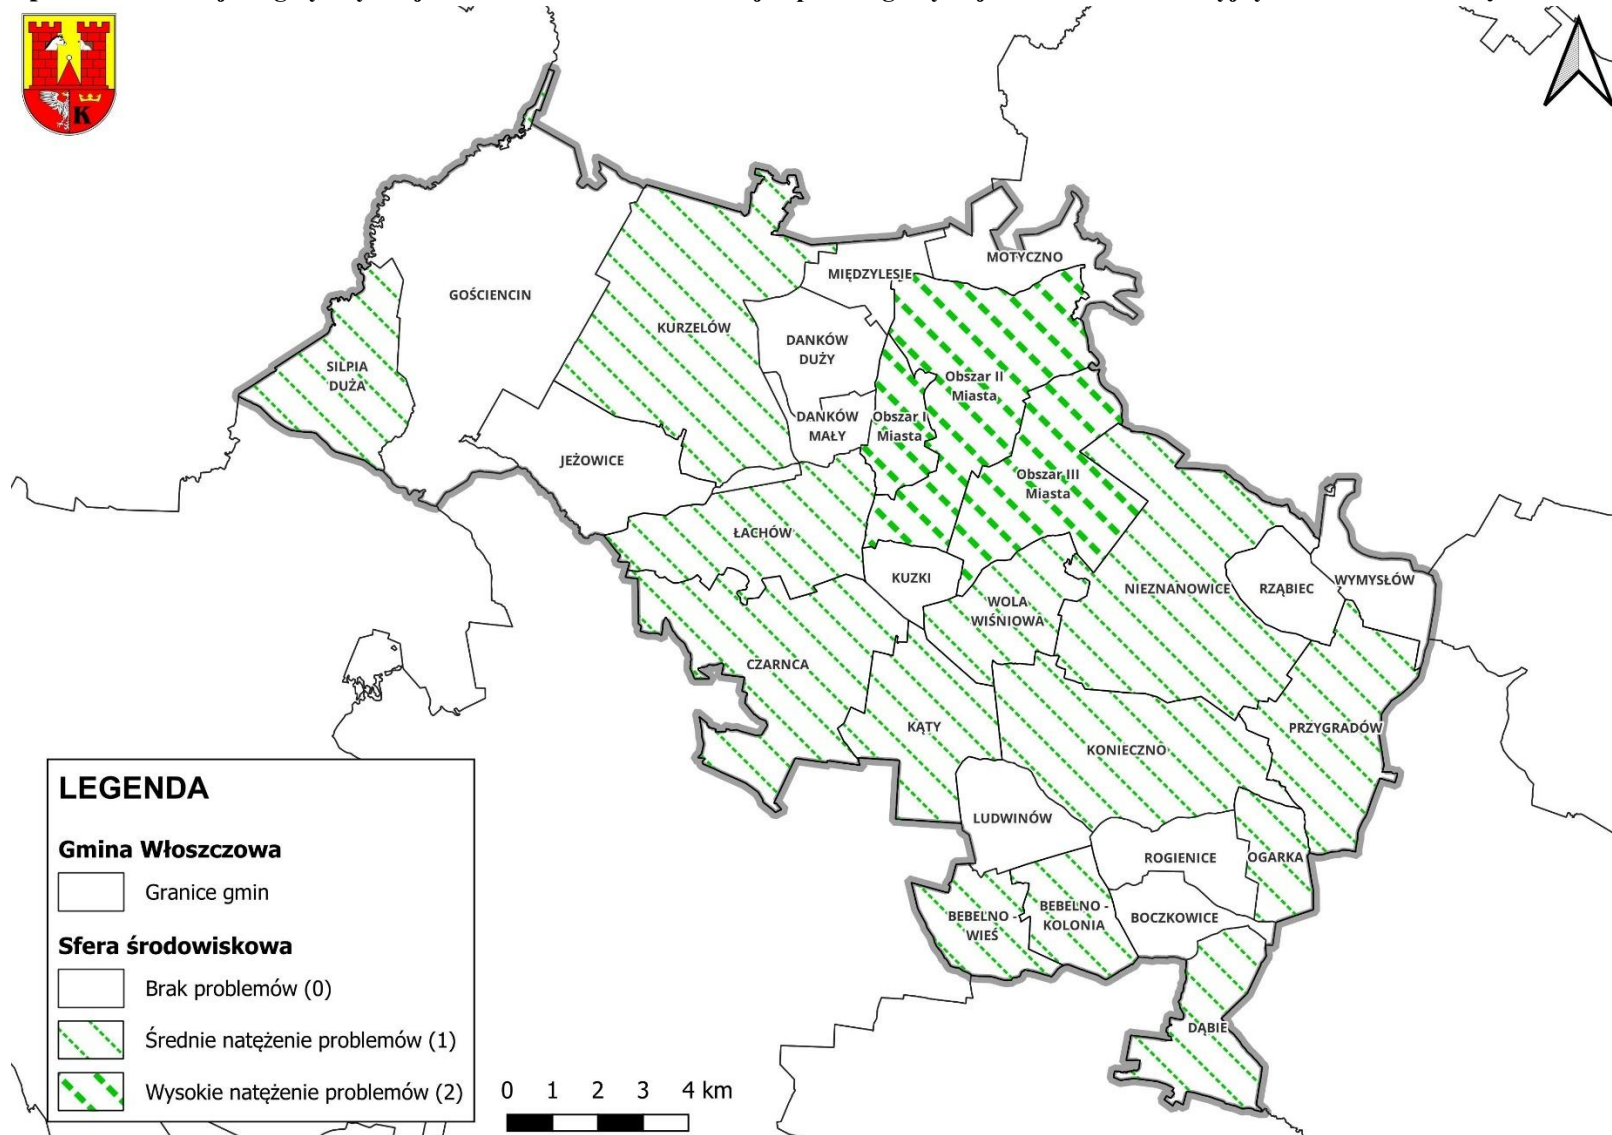 K
MOTYCZNO
MIĘDZYLESIE
GOŚCIENCIN
KURZELÓW
DANKÓW
DUŻY
SILPIA
DUŻA
Obszar II
Miasta
DANKÓW
MAŁY
Obszar I
Miasta
JEŻOWICE
Obszar III
Miasta
ŁACHÓW
KUZKI
NIEZNANOWICE
RZĄBIEC
WYMYSŁÓW
WOLA
WIŚNIOWA
CZARNCA
KĄTY
PRZYGRADÓW
KONIECZNO
LUDWINÓW
ROGIENICE
OGARKA
BEBELNO -
WIEŚ
BEBELNO -
KOLONIA
BOCZKOWICE
DĄBIE
LEGENDA
Gmina Włoszczowa
Granice gmin
Sfera środowiskowa
Brak problemów (0)
Średnie natężenie problemów (1)
Wysokie natężenie problemów (2)
0 1 2 3 4 km